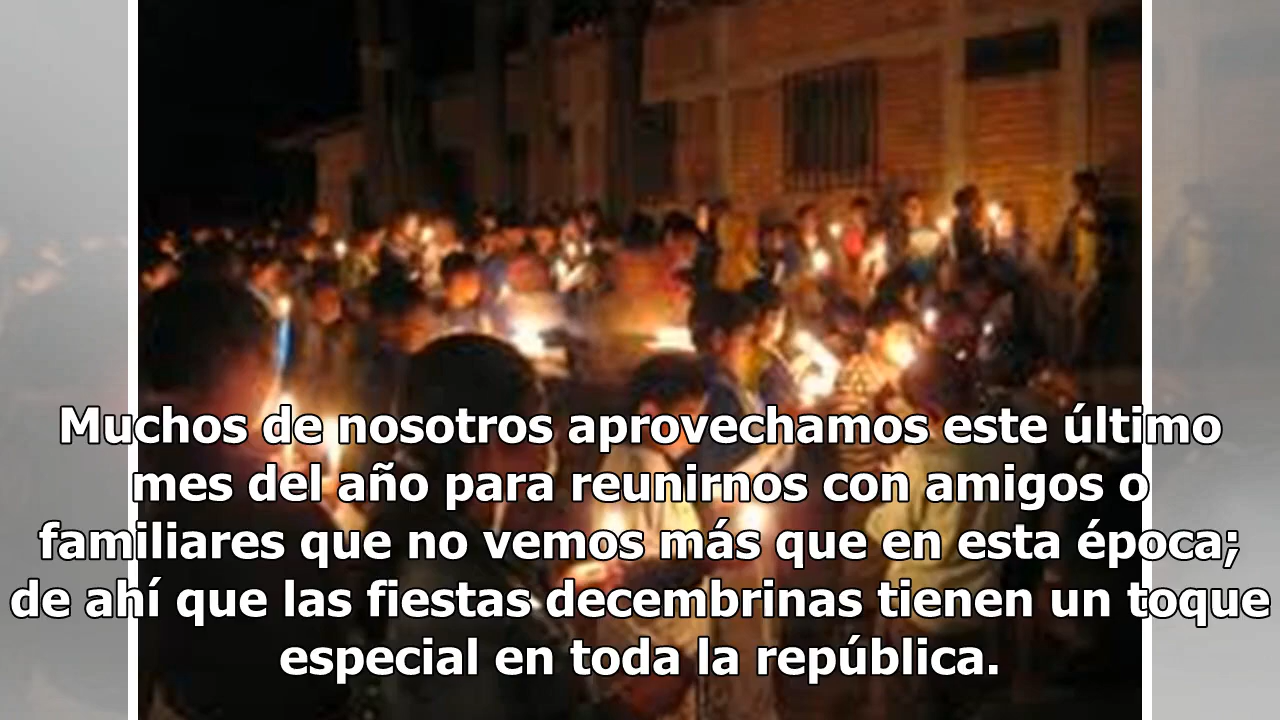 Muchos de nosotros aprovechamos este último
mes del año para reunirnos con amigos o
familiares que no vemos más que en esta época;
de ahí que las fiestas decembrinas tienen un toque
especial en toda la república.